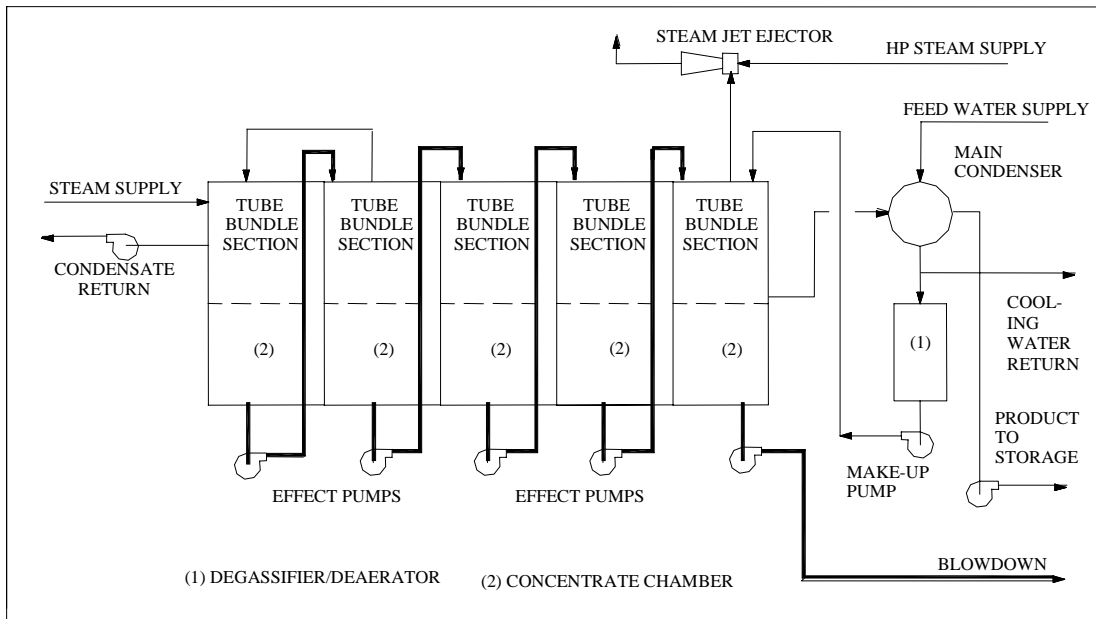 STEAM JET EJECTOR
HP STEAM SUPPLY
FEED WATER SUPPLY
MAIN
CONDENSER
STEAM SUPPLY
CONDENSATE
RETURN
TUBE
BUNDLE
SECTION
TUBE
BUNDLE
SECTION
TUBE
BUNDLE
SECTION
TUBE
BUNDLE
SECTION
TUBE
BUNDLE
SECTION
(2)
(2)
(2)
(2)
(2)
(1)
COOL-
ING
WATER
RETURN
PRODUCT
TO
STORAGE
MAKE-UP
PUMP
EFFECT PUMPS
EFFECT PUMPS
BLOWDOWN
(1) DEGASSIFIER/DEAERATOR
(2) CONCENTRATE CHAMBER